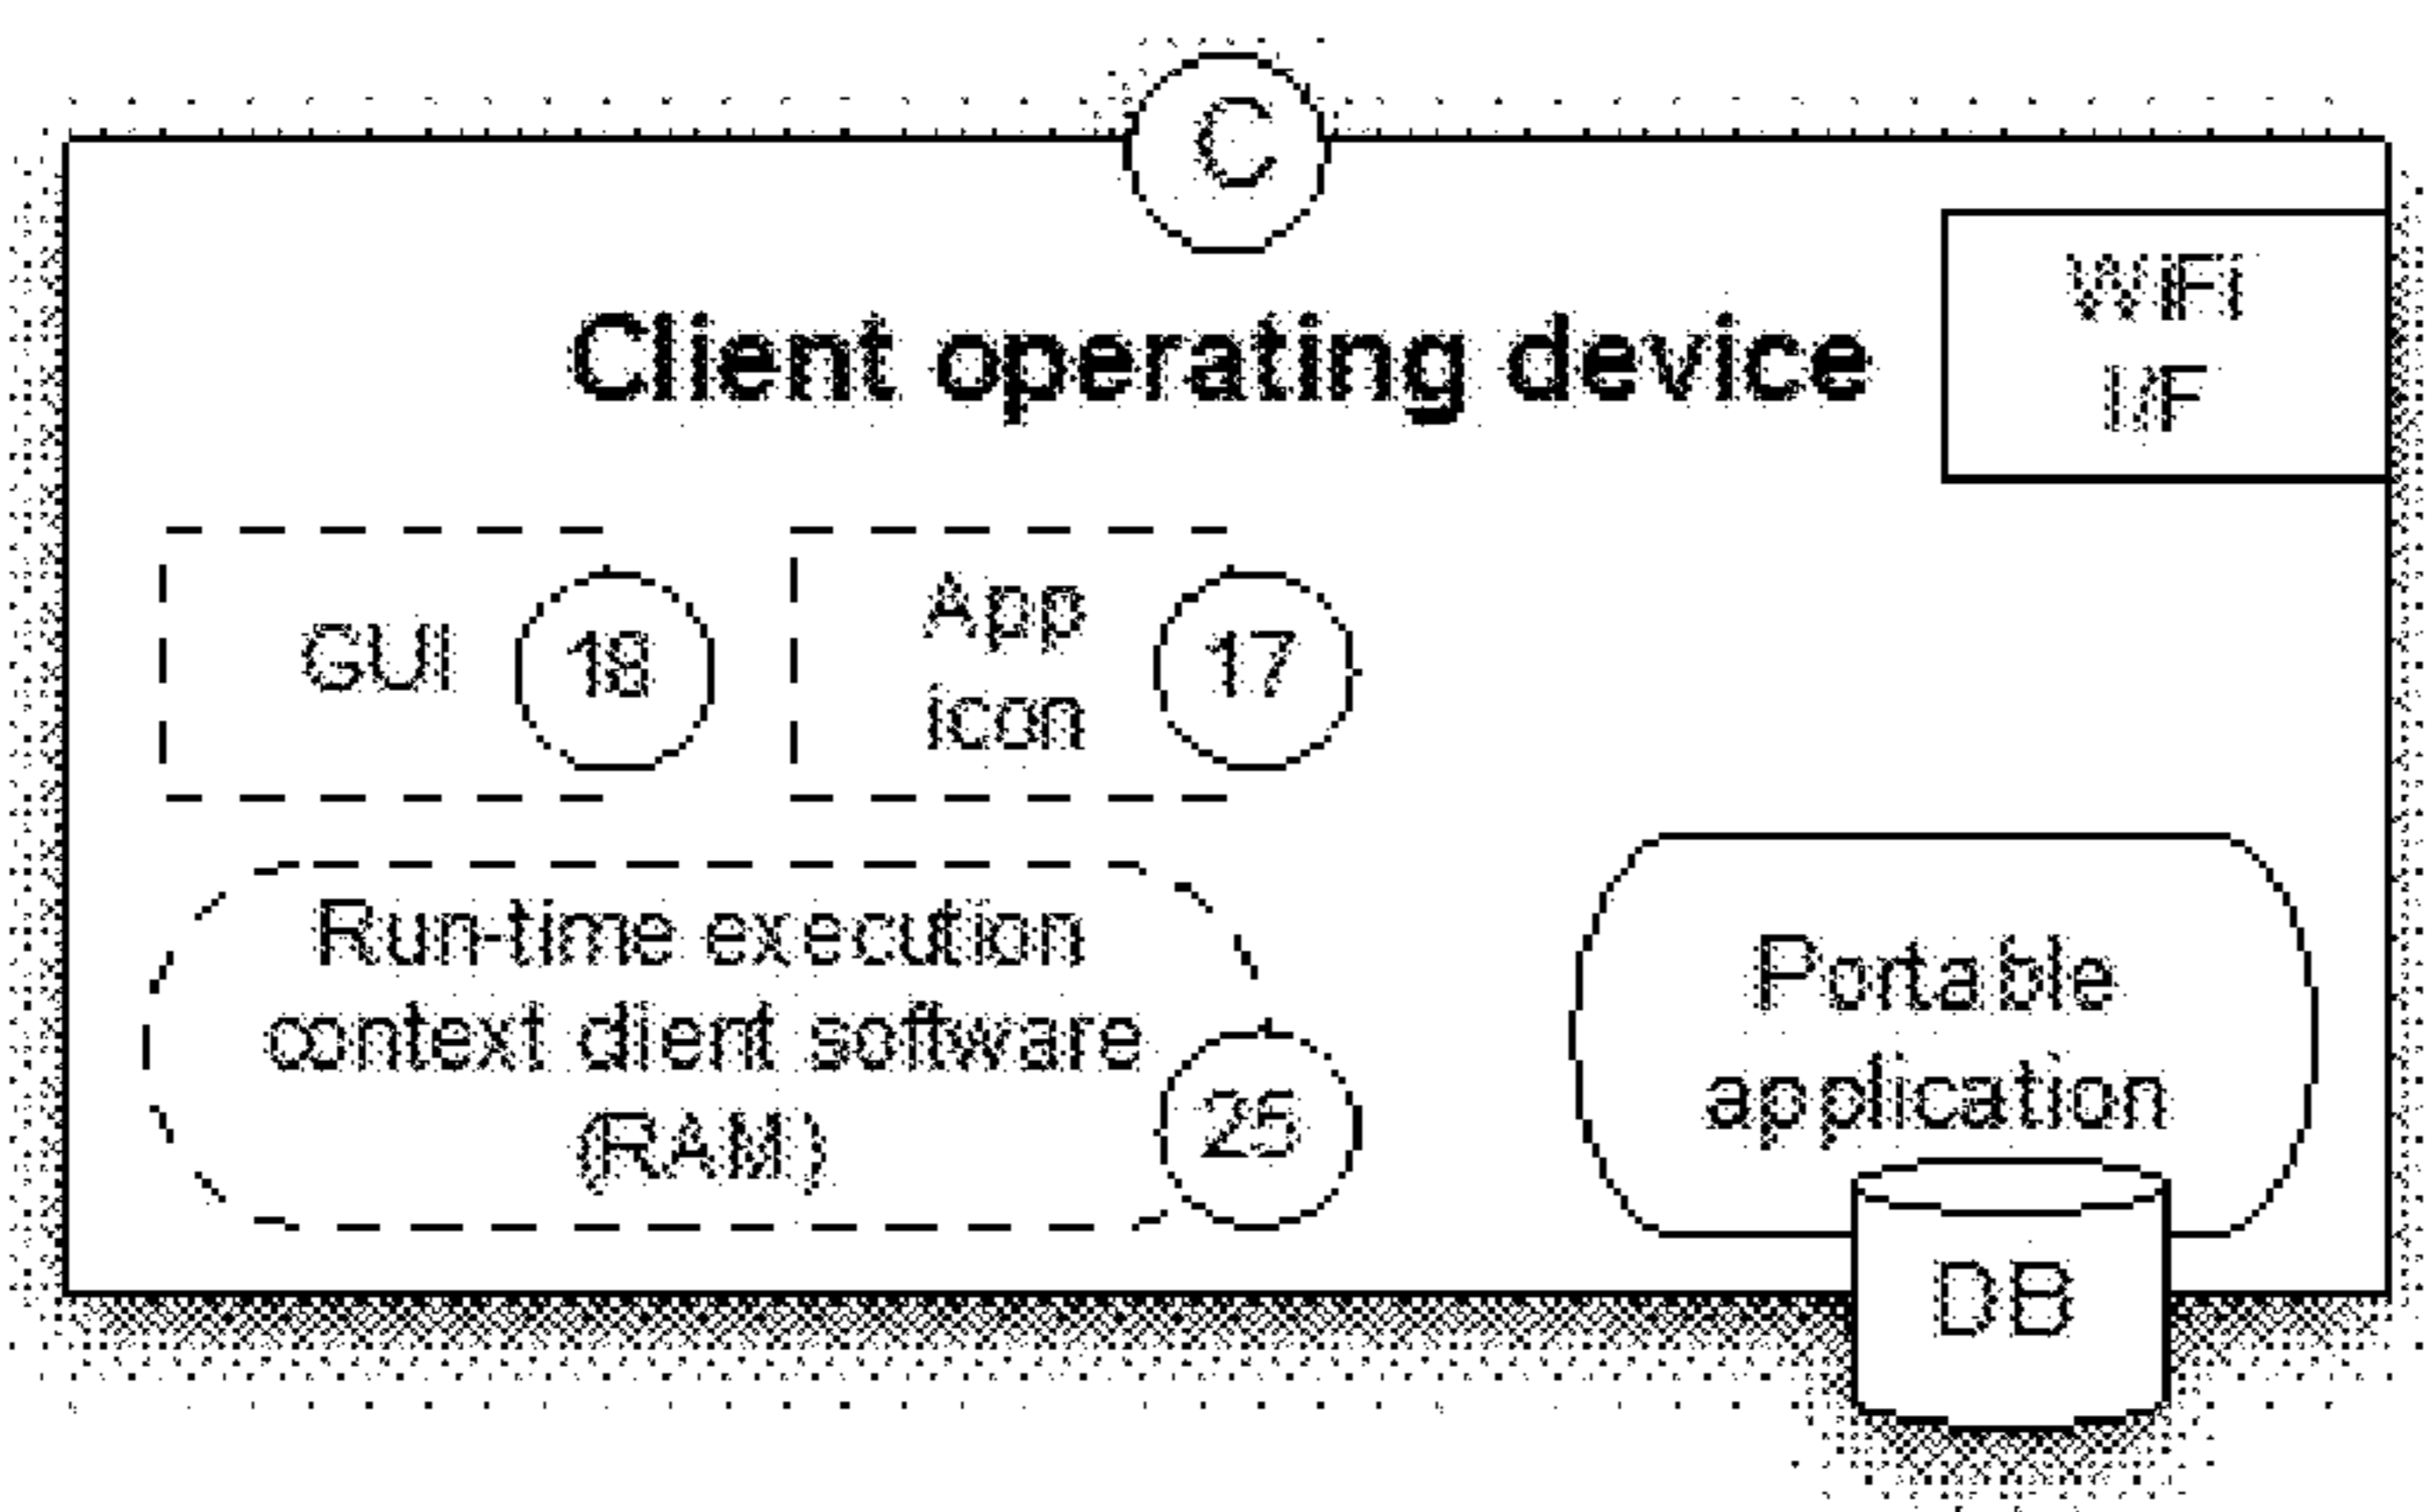 C
Client operating device
WIFI
I/F
GUI
18
App
icon
17
Run-time execution
context client software
(RAM)
25
Portable
application
DB